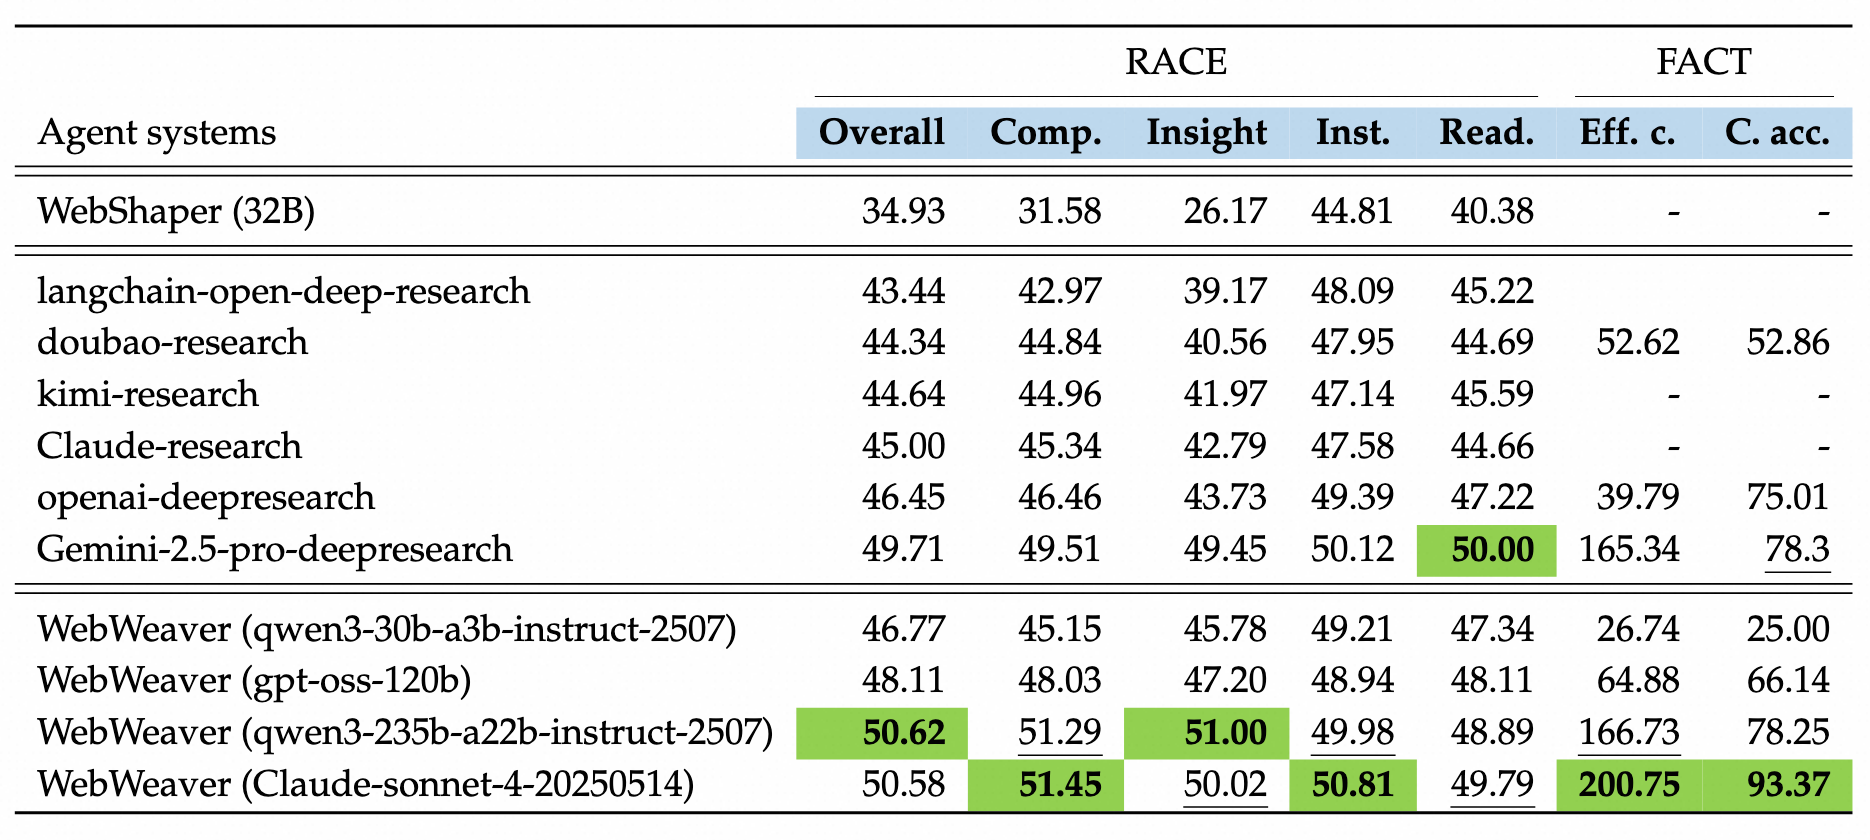 RACE FACT
Agent systems Overall Comp. Insight Inst. Read. Eff. c. C. acc.
WebShaper (32B) 34.93 31.58 26.17 44.81 40.38 - -
langchain-open-deep-research 43.44 42.97 39.17 48.09 45.22
doubao-research 44.34 44.84 40.56 47.95 44.69 52.62 52.86
kimi-research 44.64 44.96 41.97 47.14 45.59 - -
Claude-research 45.00 45.34 42.79 47.58 44.66 - -
openai-deepresearch 46.45 46.46 43.73 49.39 47.22 39.79 75.01
Gemini-2.5-pro-deepresearch 49.71 49.51 49.45 50.12 50.00 165.34 78.3
WebWeaver (qwen3-30b-a3b-instruct-2507) 46.77 45.15 45.78 49.21 47.34 26.74 25.00
WebWeaver (gpt-oss-120b) 48.11 48.03 47.20 48.94 48.11 64.88 66.14
WebWeaver (qwen3-235b-a22b-instruct-2507) 50.62 51.29 51.00 49.98 48.89 166.73 78.25
WebWeaver (Claude-sonnet-4-20250514) 50.58 51.45 50.02 50.81 49.79 200.75 93.37